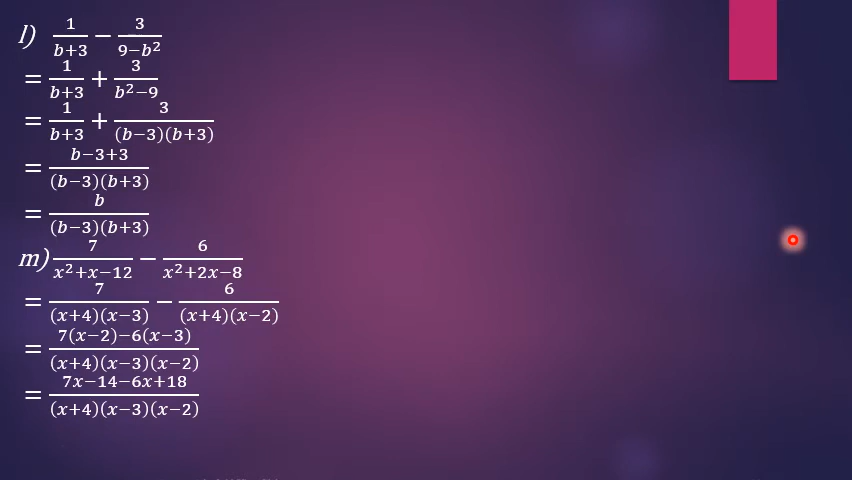 l) 1/(b+3) − 3/(9−b²)
= 1/(b+3) + 3/(b²−9)
= 1/(b+3) + 3/((b−3)(b+3))
= (b−3+3)/((b−3)(b+3))
= b/((b−3)(b+3))
m) 7/(x²+x−12) − 6/(x²+2x−8)
= 7/((x+4)(x−3)) − 6/((x+4)(x−2))
= (7(x−2)−6(x−3))/((x+4)(x−3)(x−2))
= (7x−14−6x+18)/((x+4)(x−3)(x−2))